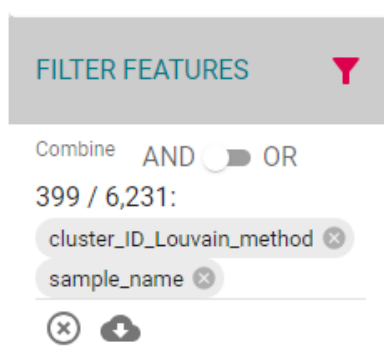 FILTER FEATURES
Combine AND OR
399 / 6,231:
cluster_ID_Louvain_method
sample_name